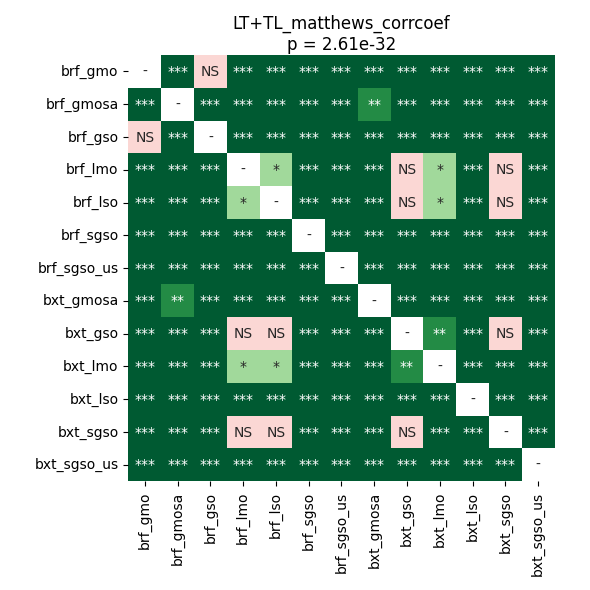 LT+TL_matthews_corrcoef
p = 2.61e-32
brf_gmo - *** NS *** *** *** *** *** *** *** *** *** ***
brf_gmosa *** - *** *** *** *** *** ** *** *** *** *** ***
brf_gso NS *** - *** *** *** *** *** *** *** *** *** ***
brf_lmo *** *** *** - * *** *** *** NS * *** NS ***
brf_lso *** *** *** * - *** *** *** NS * *** NS ***
brf_sgso *** *** *** *** *** - *** *** *** *** *** *** ***
brf_sgso_us *** *** *** *** *** *** - *** *** *** *** *** ***
bxt_gmosa *** ** *** *** *** *** *** - *** *** *** *** ***
bxt_gso *** *** *** NS NS *** *** *** - ** *** NS ***
bxt_lmo *** *** *** * * *** *** *** ** - *** *** ***
bxt_lso *** *** *** *** *** *** *** *** *** *** - *** ***
bxt_sgso *** *** *** NS NS *** *** *** NS *** *** - ***
bxt_sgso_us *** *** *** *** *** *** *** *** *** *** *** *** -
brf_gmo brf_gmosa brf_gso brf_lmo brf_lso brf_sgso brf_sgso_us bxt_gmosa bxt_gso bxt_lmo bxt_lso bxt_sgso bxt_sgso_us